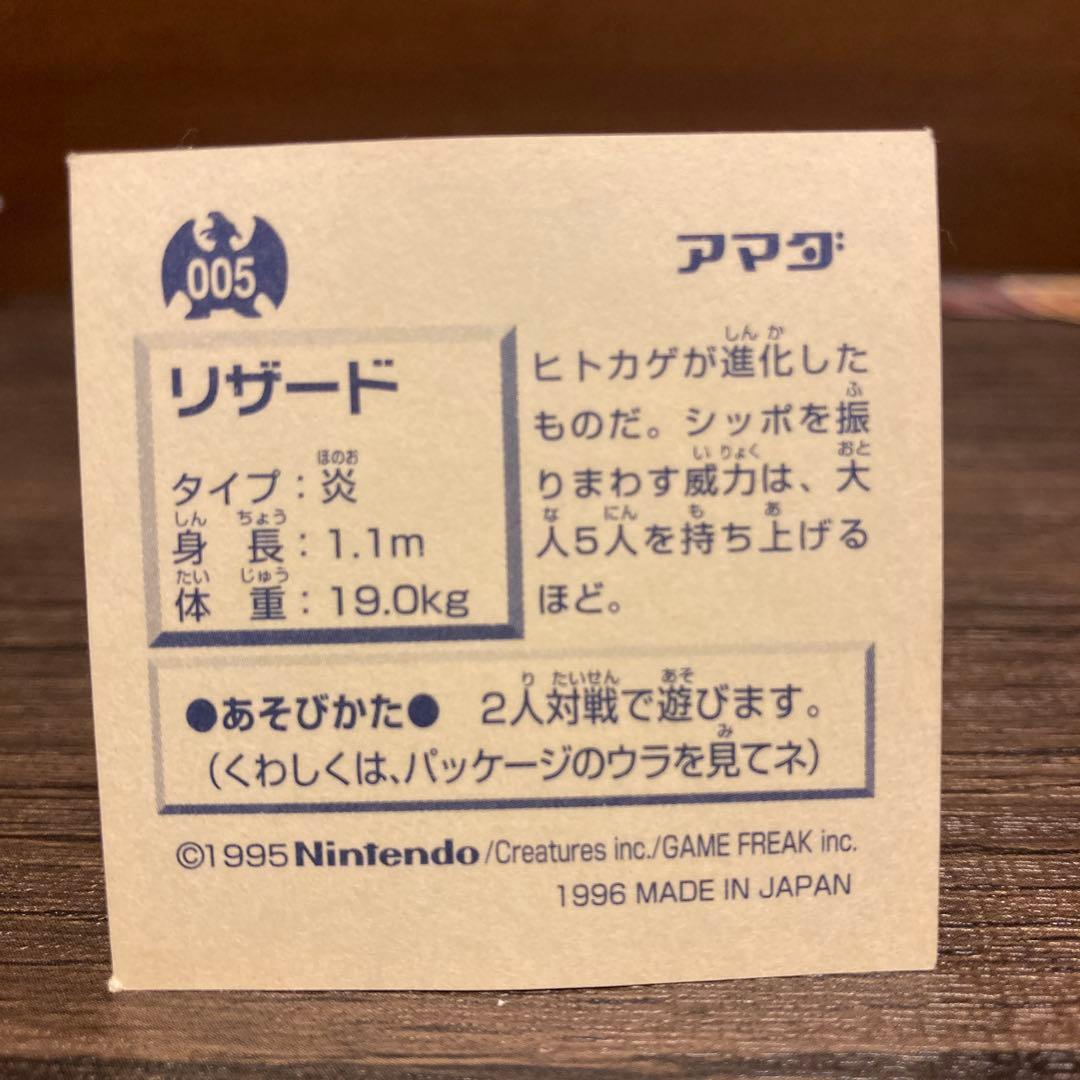 005
アマダ
リザード
タイプ：炎
身長：1.1m
体重：19.0kg
ヒトカゲが進化した
ものだ。シッポを振
りまわす威力は、大
人5人を持ち上げる
ほど。
●あそびかた● 2人対戦で遊びます。
(くわしくは、パッケージのウラを見てネ)
©1995 Nintendo/Creatures inc./GAME FREAK inc.
1996 MADE IN JAPAN